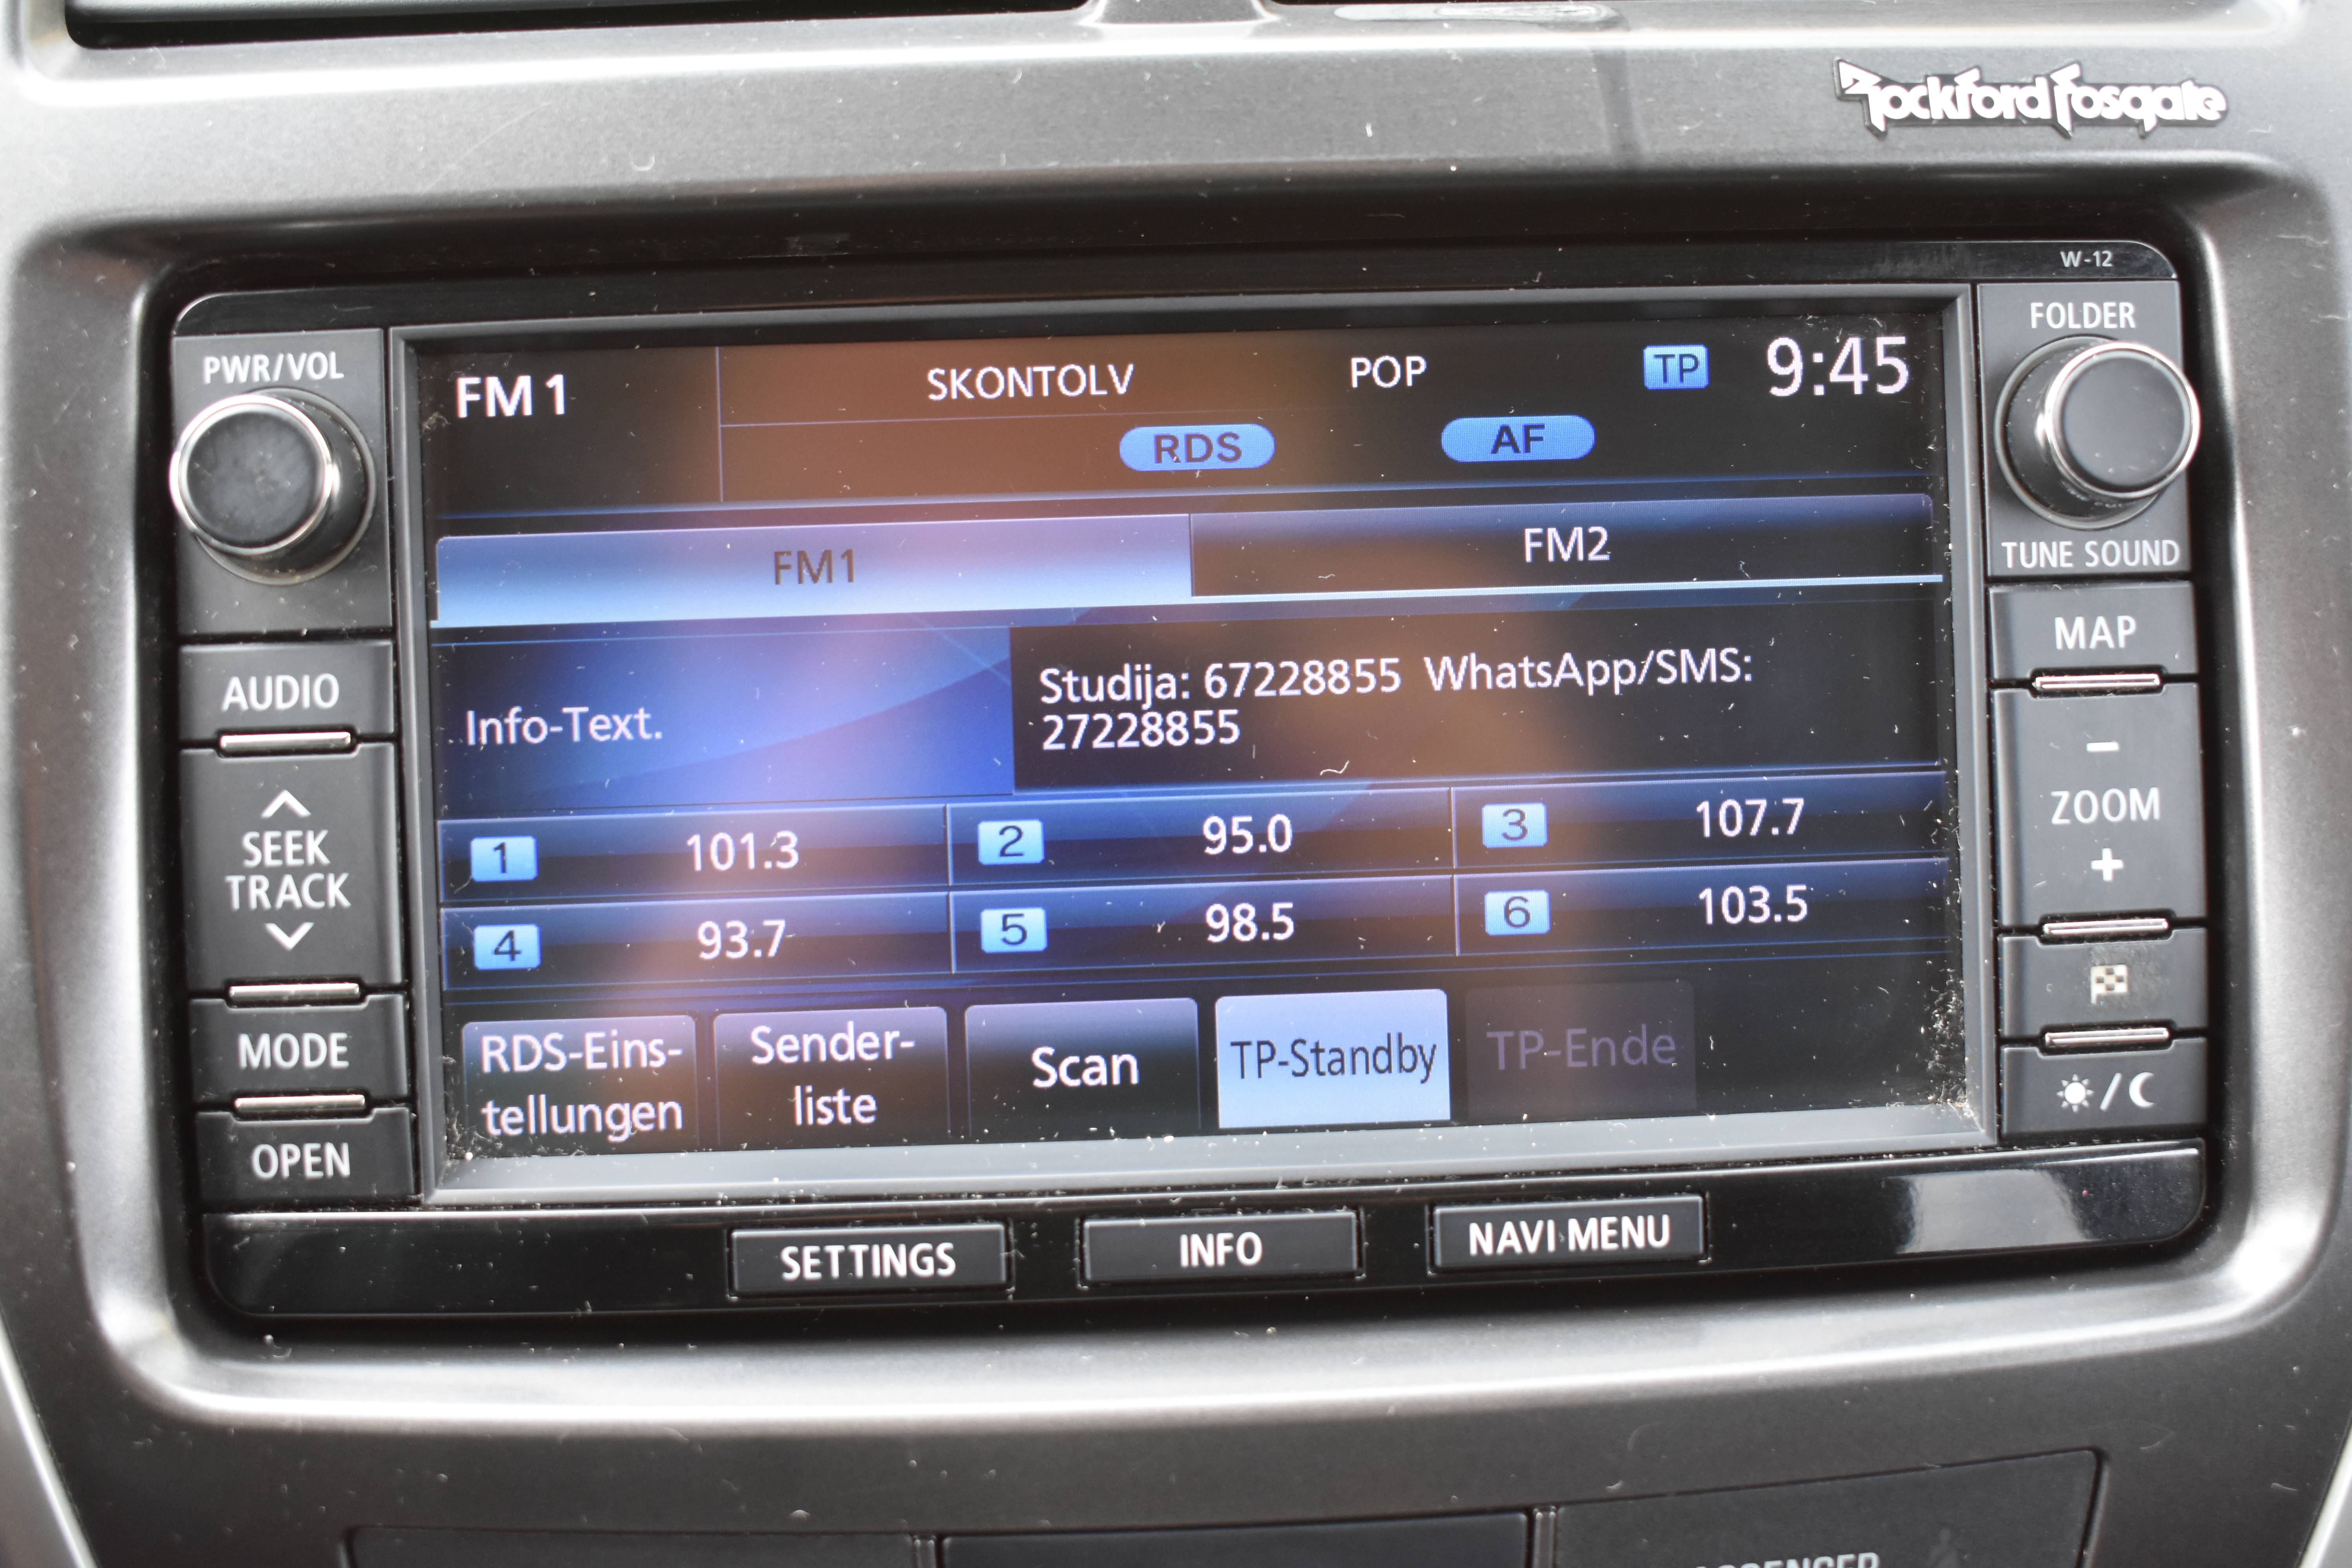 Rockford Fosgate
W-12
PWR/VOL
FOLDER
FM 1
SKONTOLV
POP
TP
9:45
RDS
AF
TUNE SOUND
FM1
FM2
AUDIO
MAP
Info-Text.
Studija: 67228855 WhatsApp/SMS:
27228855
SEEK
TRACK
ZOOM
1 101.3
2 95.0
3 107.7
4 93.7
5 98.5
6 103.5
MODE
OPEN
RDS-Eins-
tellungen
Sender-
liste
Scan
TP-Standby
TP-Ende
SETTINGS
INFO
NAVI MENU